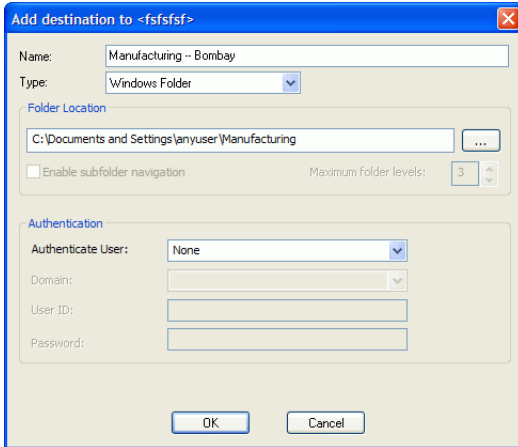 Add destination to <fsfsfsf>
Name: Manufacturing -- Bombay
Type: Windows Folder
Folder Location
C:\Documents and Settings\anyuser\Manufacturing ...
Enable subfolder navigation Maximum folder levels: 3
Authentication
Authenticate User: None
Domain:
User ID:
Password:
OK Cancel